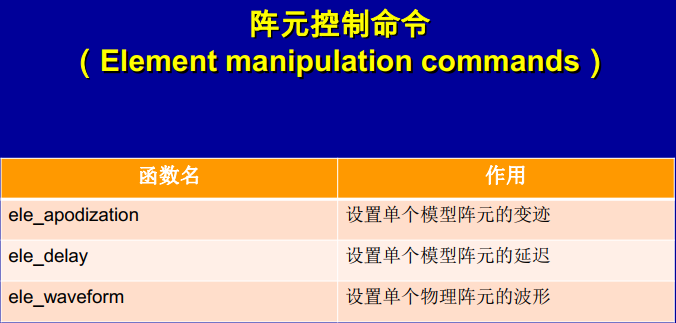 阵元控制命令
（Element manipulation commands）
函数名 作用
ele_apodization 设置单个模型阵元的变迹
ele_delay 设置单个模型阵元的延迟
ele_waveform 设置单个物理阵元的波形